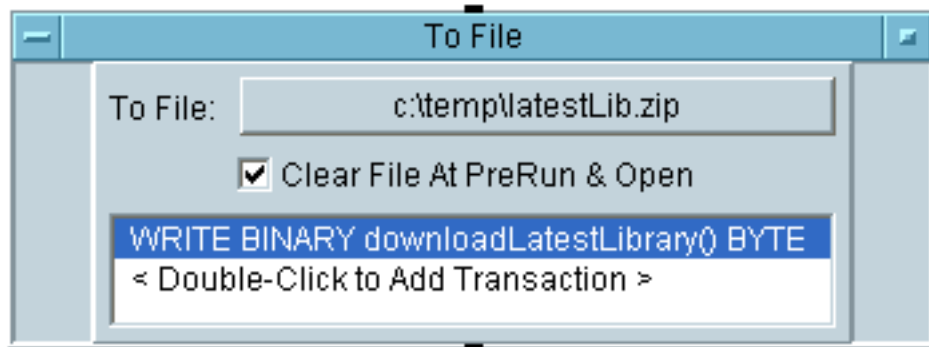 To File
To File: c:\temp\latestLib.zip
Clear File At PreRun & Open
WRITE BINARY downloadLatestLibrary() BYTE
< Double-Click to Add Transaction >